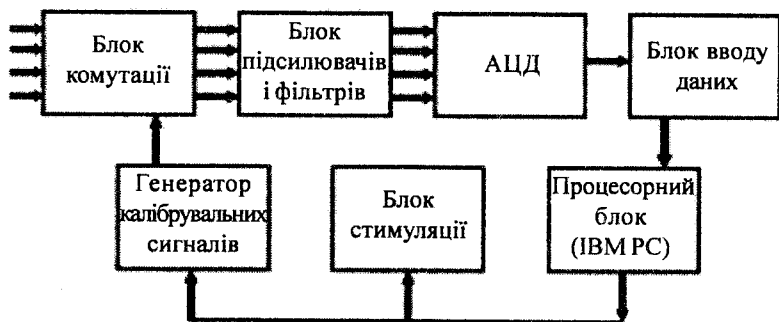 Блок
комутації
Блок
підсилювачів
і фільтрів
АЦД
Блок вводу
даних
Генератор
калібрувальних
сигналів
Блок
стимуляції
Процесорний
блок
(IBM PC)